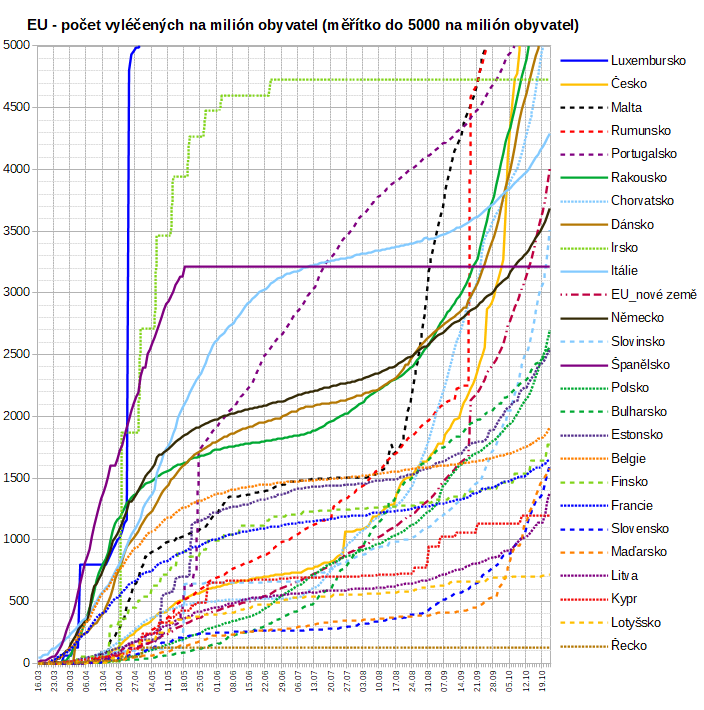 EU - počet vyléčených na milión obyvatel (měřítko do 5000 na milión obyvatel)
5000
4500
4000
3500
3000
2500
2000
1500
1000
500
0
16.03
23.03
30.03
06.04
13.04
20.04
27.04
04.05
11.05
18.05
25.05
01.06
08.06
15.06
22.06
29.06
06.07
13.07
20.07
27.07
03.08
10.08
17.08
24.08
31.08
07.09
14.09
21.09
28.09
05.10
12.10
19.10
Luxembursko
Česko
Malta
Rumunsko
Portugalsko
Rakousko
Chorvatsko
Dánsko
Irsko
Itálie
EU_nové země
Německo
Slovinsko
Španělsko
Polsko
Bulharsko
Estonsko
Belgie
Finsko
Francie
Slovensko
Maďarsko
Litva
Kypr
Lotyšsko
Řecko